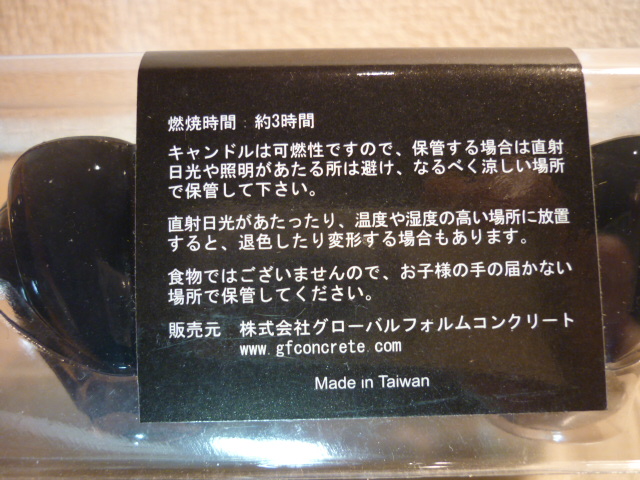 燃焼時間　約3時間
キャンドルは可燃性ですので、保管する場合は直射
日光や照明があたる所は避け、なるべく涼しい場所
で保管して下さい。
直射日光があたったり、温度や湿度の高い場所に放置
すると、退色したり変形する場合もあります。
食物ではございませんので、お子様の手の届かない
場所で保管してください。
販売元　株式会社グローバルフォルムコンクリート
www.gfconcrete.com
Made in Taiwan